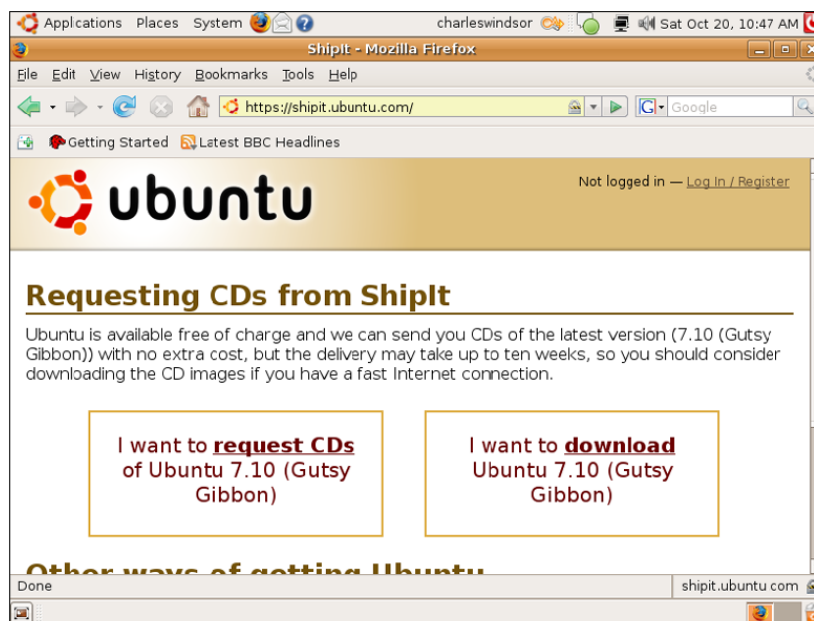 Applications Places System charleswindsor Sat Oct 20, 10:47 AM
ShipIt - Mozilla Firefox
File Edit View History Bookmarks Tools Help
https://shipit.ubuntu.com/ G Google
Getting Started Latest BBC Headlines
ubuntu
Not logged in — Log In / Register
Requesting CDs from ShipIt
Ubuntu is available free of charge and we can send you CDs of the latest version (7.10 (Gutsy
Gibbon)) with no extra cost, but the delivery may take up to ten weeks, so you should consider
downloading the CD images if you have a fast Internet connection.
I want to request CDs
of Ubuntu 7.10 (Gutsy
Gibbon)
I want to download
Ubuntu 7.10 (Gutsy
Gibbon)
Other ways of getting Ubuntu
Done shipit.ubuntu.com